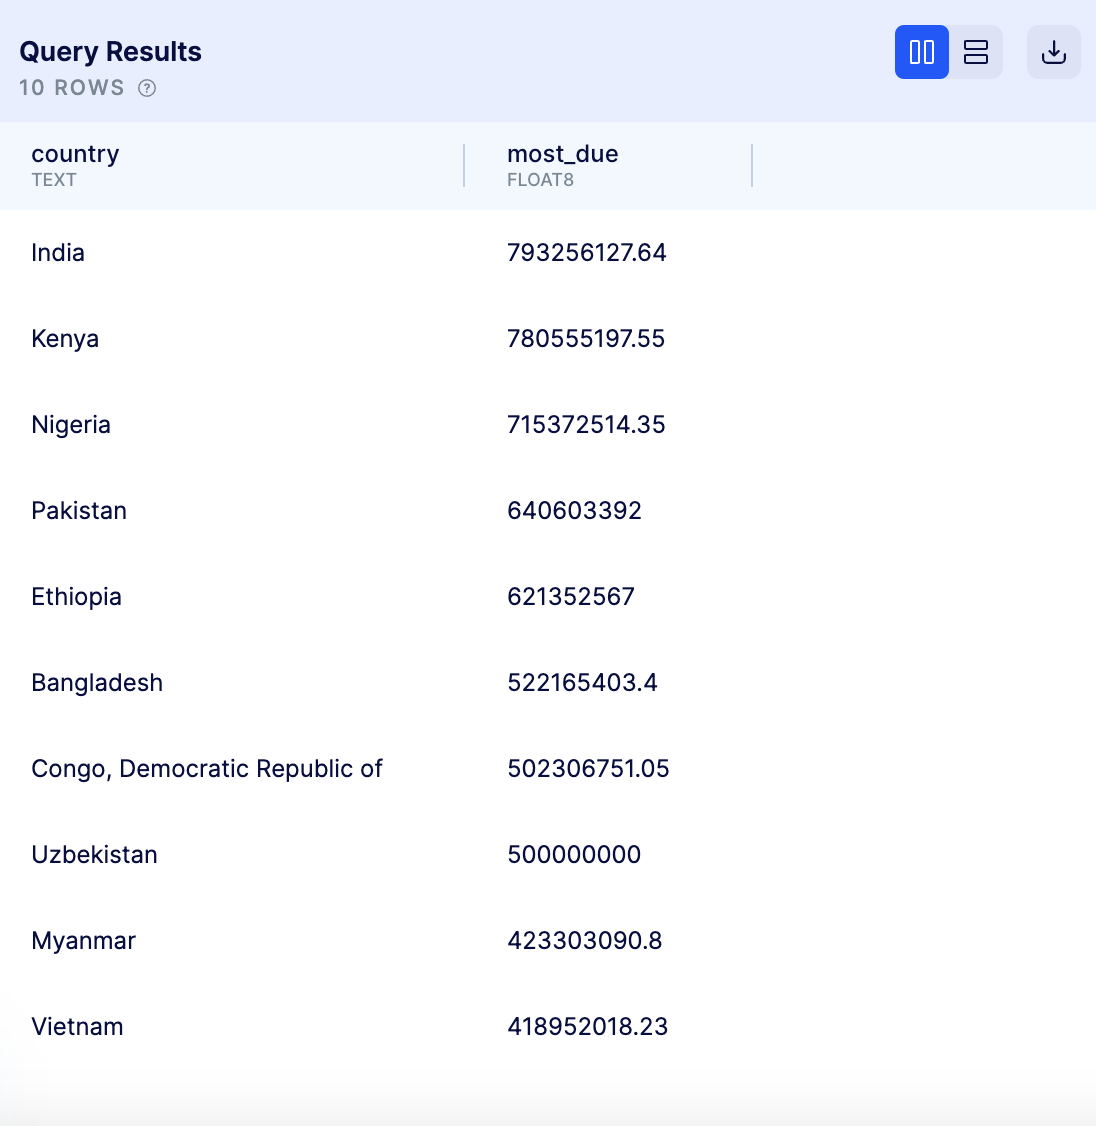 Query Results
10 ROWS ?
country most_due
TEXT FLOAT8
India 793256127.64
Kenya 780555197.55
Nigeria 715372514.35
Pakistan 640603392
Ethiopia 621352567
Bangladesh 522165403.4
Congo, Democratic Republic of 502306751.05
Uzbekistan 500000000
Myanmar 423303090.8
Vietnam 418952018.23